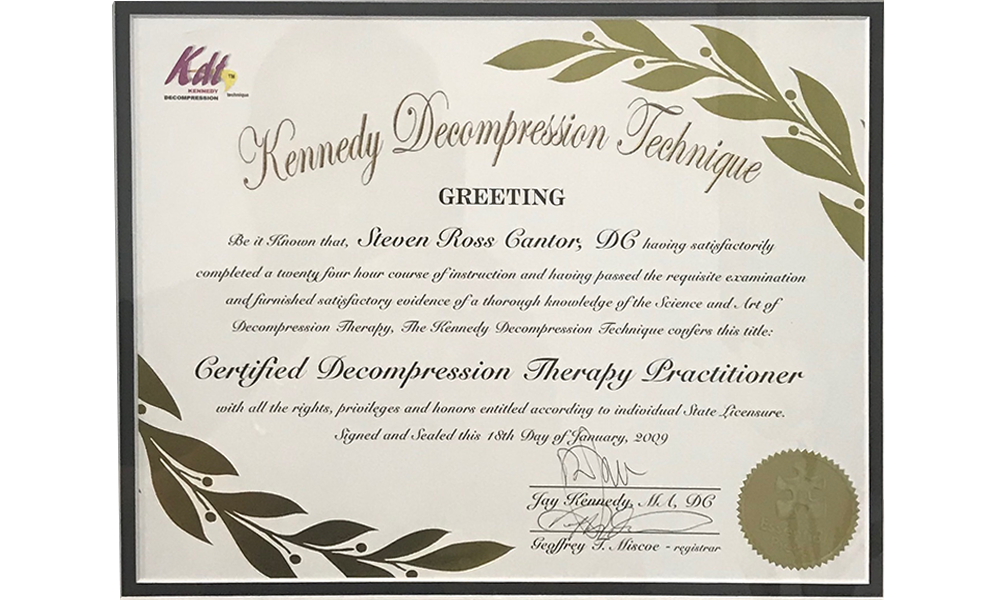 Kdt TM
KENNEDY
DECOMPRESSION technique
Kennedy Decompression Technique
GREETING
Be it Known that, Steven Ross Cantor, DC having satisfactorily
completed a twenty four hour course of instruction and having passed the requisite examination
and furnished satisfactory evidence of a thorough knowledge of the Science and Art of
Decompression Therapy, The Kennedy Decompression Technique confers this title:
Certified Decompression Therapy Practitioner
with all the rights, privileges and honors entitled according to individual State Licensure.
Signed and Sealed this 18th Day of January, 2009
Jay Kennedy, MA, DC
Geoffrey T. Miscoe - registrar